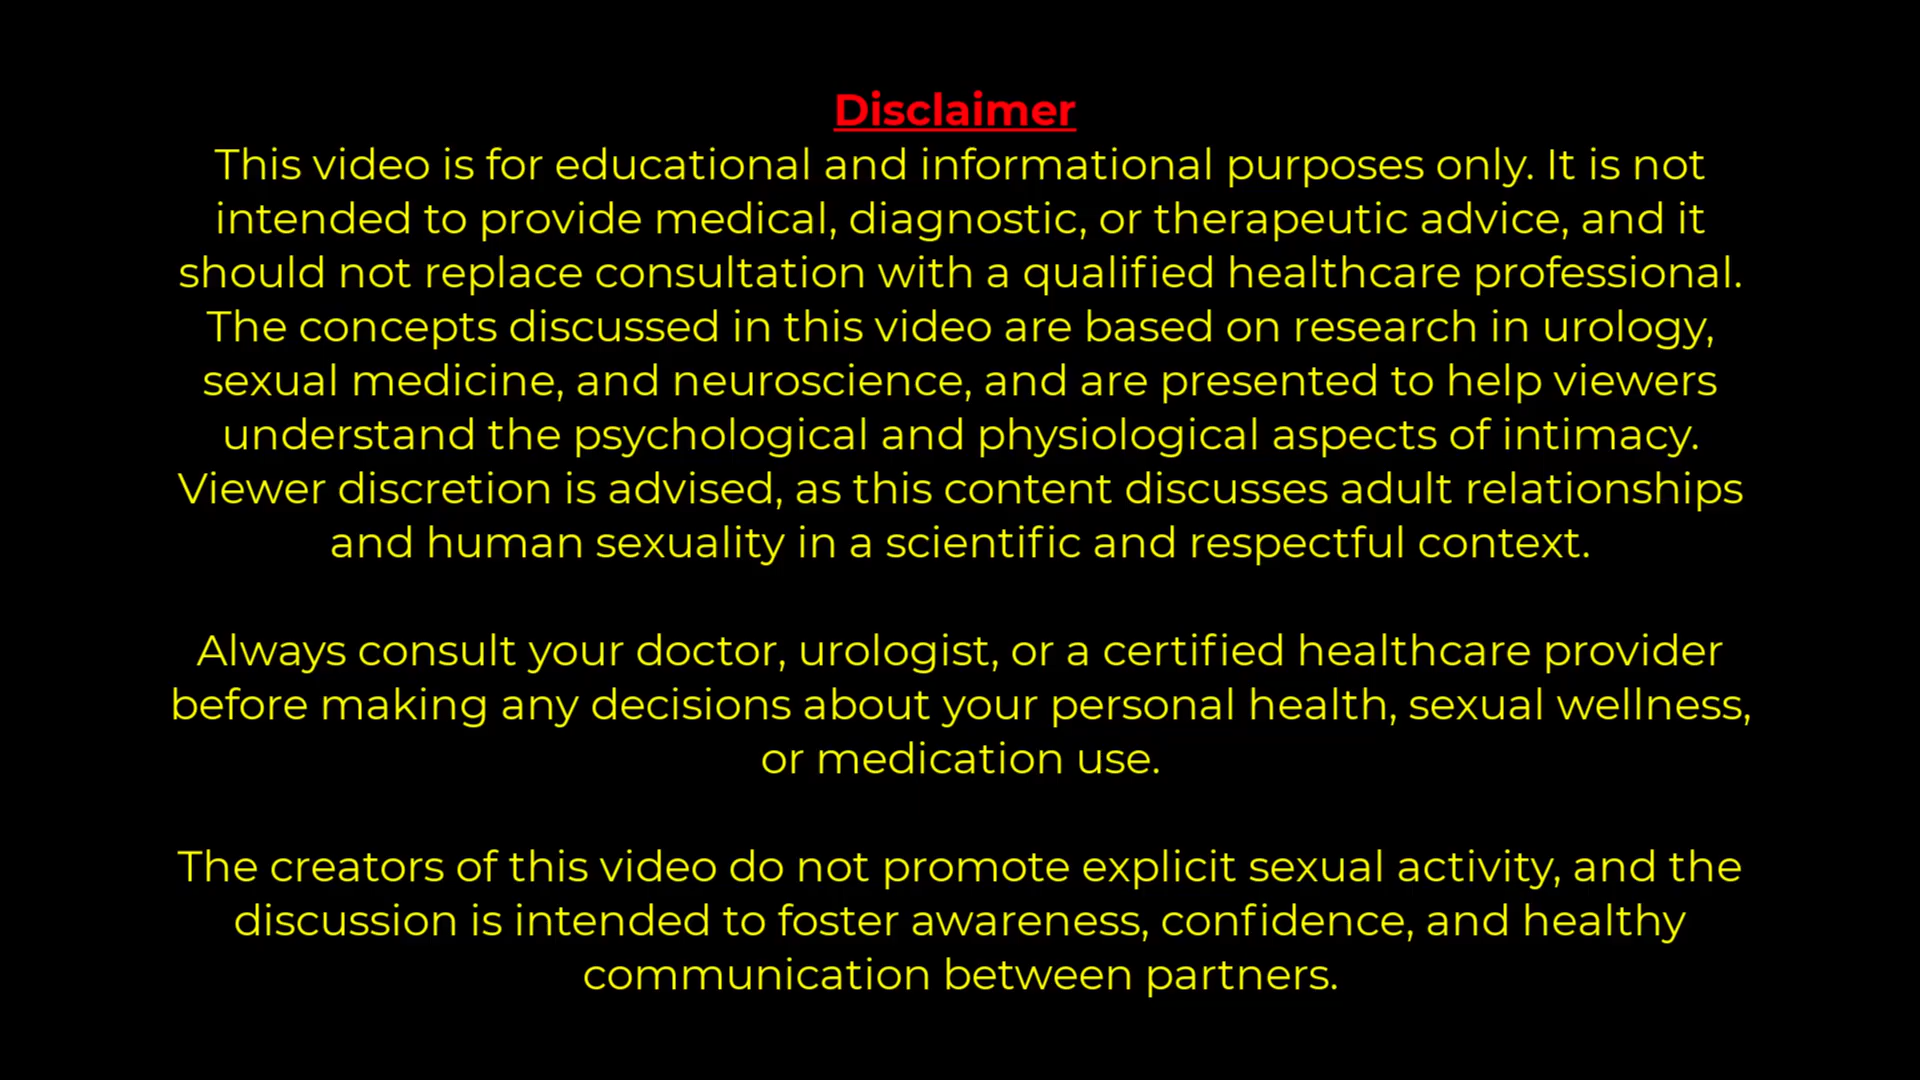 Disclaimer
This video is for educational and informational purposes only. It is not
intended to provide medical, diagnostic, or therapeutic advice, and it
should not replace consultation with a qualified healthcare professional.
The concepts discussed in this video are based on research in urology,
sexual medicine, and neuroscience, and are presented to help viewers
understand the psychological and physiological aspects of intimacy.
Viewer discretion is advised, as this content discusses adult relationships
and human sexuality in a scientific and respectful context.
Always consult your doctor, urologist, or a certified healthcare provider
before making any decisions about your personal health, sexual wellness,
or medication use.
The creators of this video do not promote explicit sexual activity, and the
discussion is intended to foster awareness, confidence, and healthy
communication between partners.